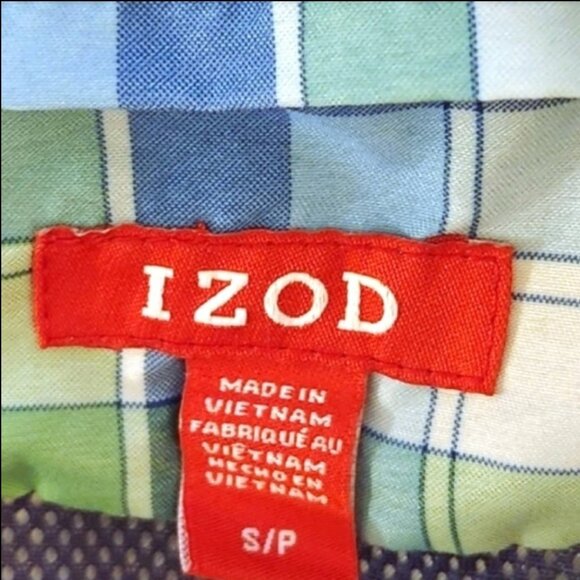 IZOD
MADE IN
VIETNAM
FABRIQUÉ AU
VIETNAM
HECHO EN
VIETNAM
S/P